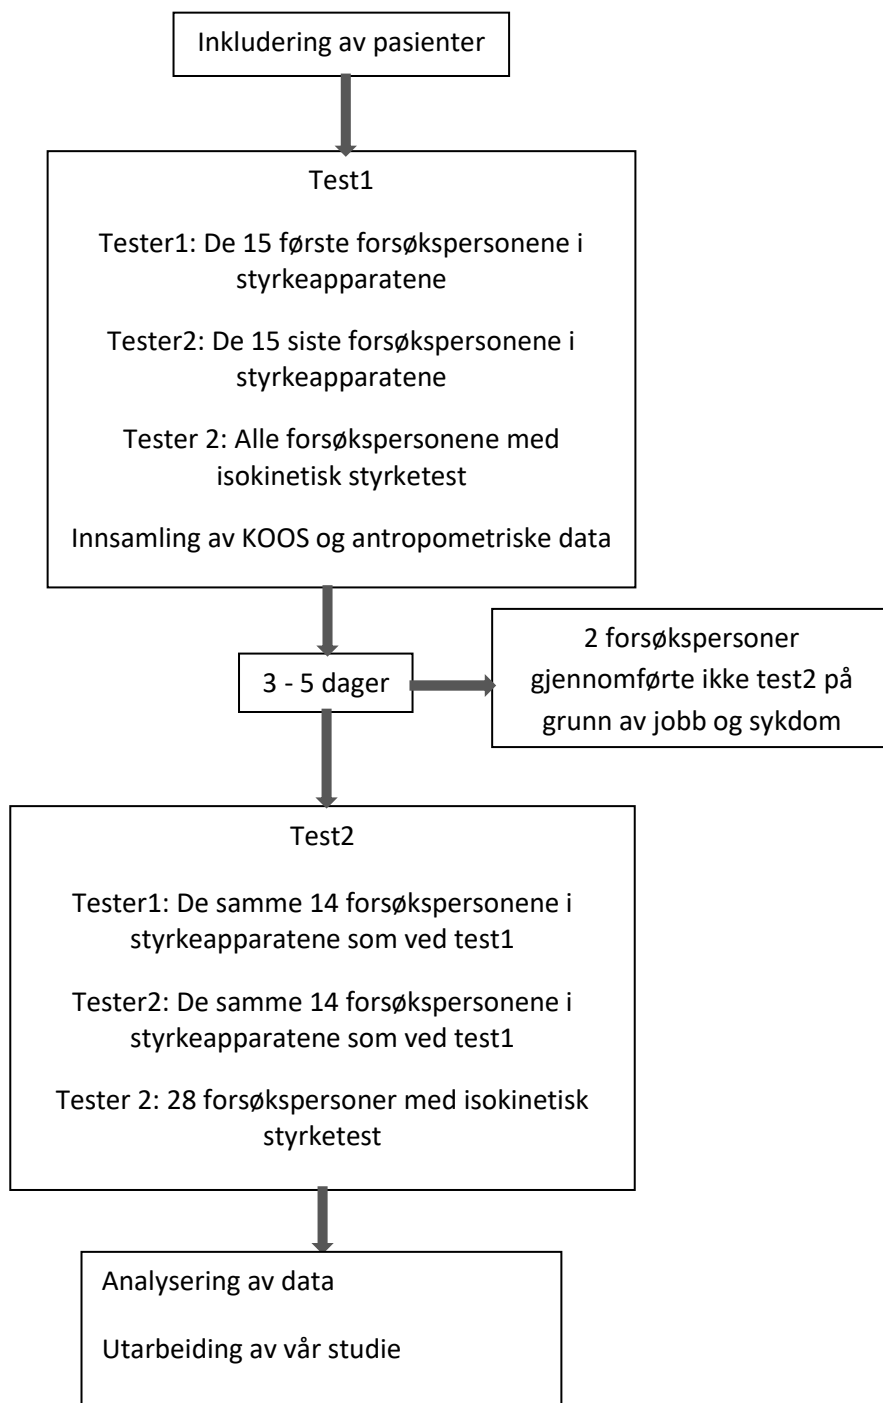 Inkludering av pasienter
Test1
Tester1: De 15 første forsøkspersonene i
styrkeapparatene
Tester2: De 15 siste forsøkspersonene i
styrkeapparatene
Tester 2: Alle forsøkspersonene med
isokinetisk styrketest
Innsamling av KOOS og antropometriske data
3 - 5 dager
2 forsøkspersoner
gjennomførte ikke test2 på
grunn av jobb og sykdom
Test2
Tester1: De samme 14 forsøkspersonene i
styrkeapparatene som ved test1
Tester2: De samme 14 forsøkspersonene i
styrkeapparatene som ved test1
Tester 2: 28 forsøkspersoner med isokinetisk
styrketest
Analysering av data
Utarbeiding av vår studie